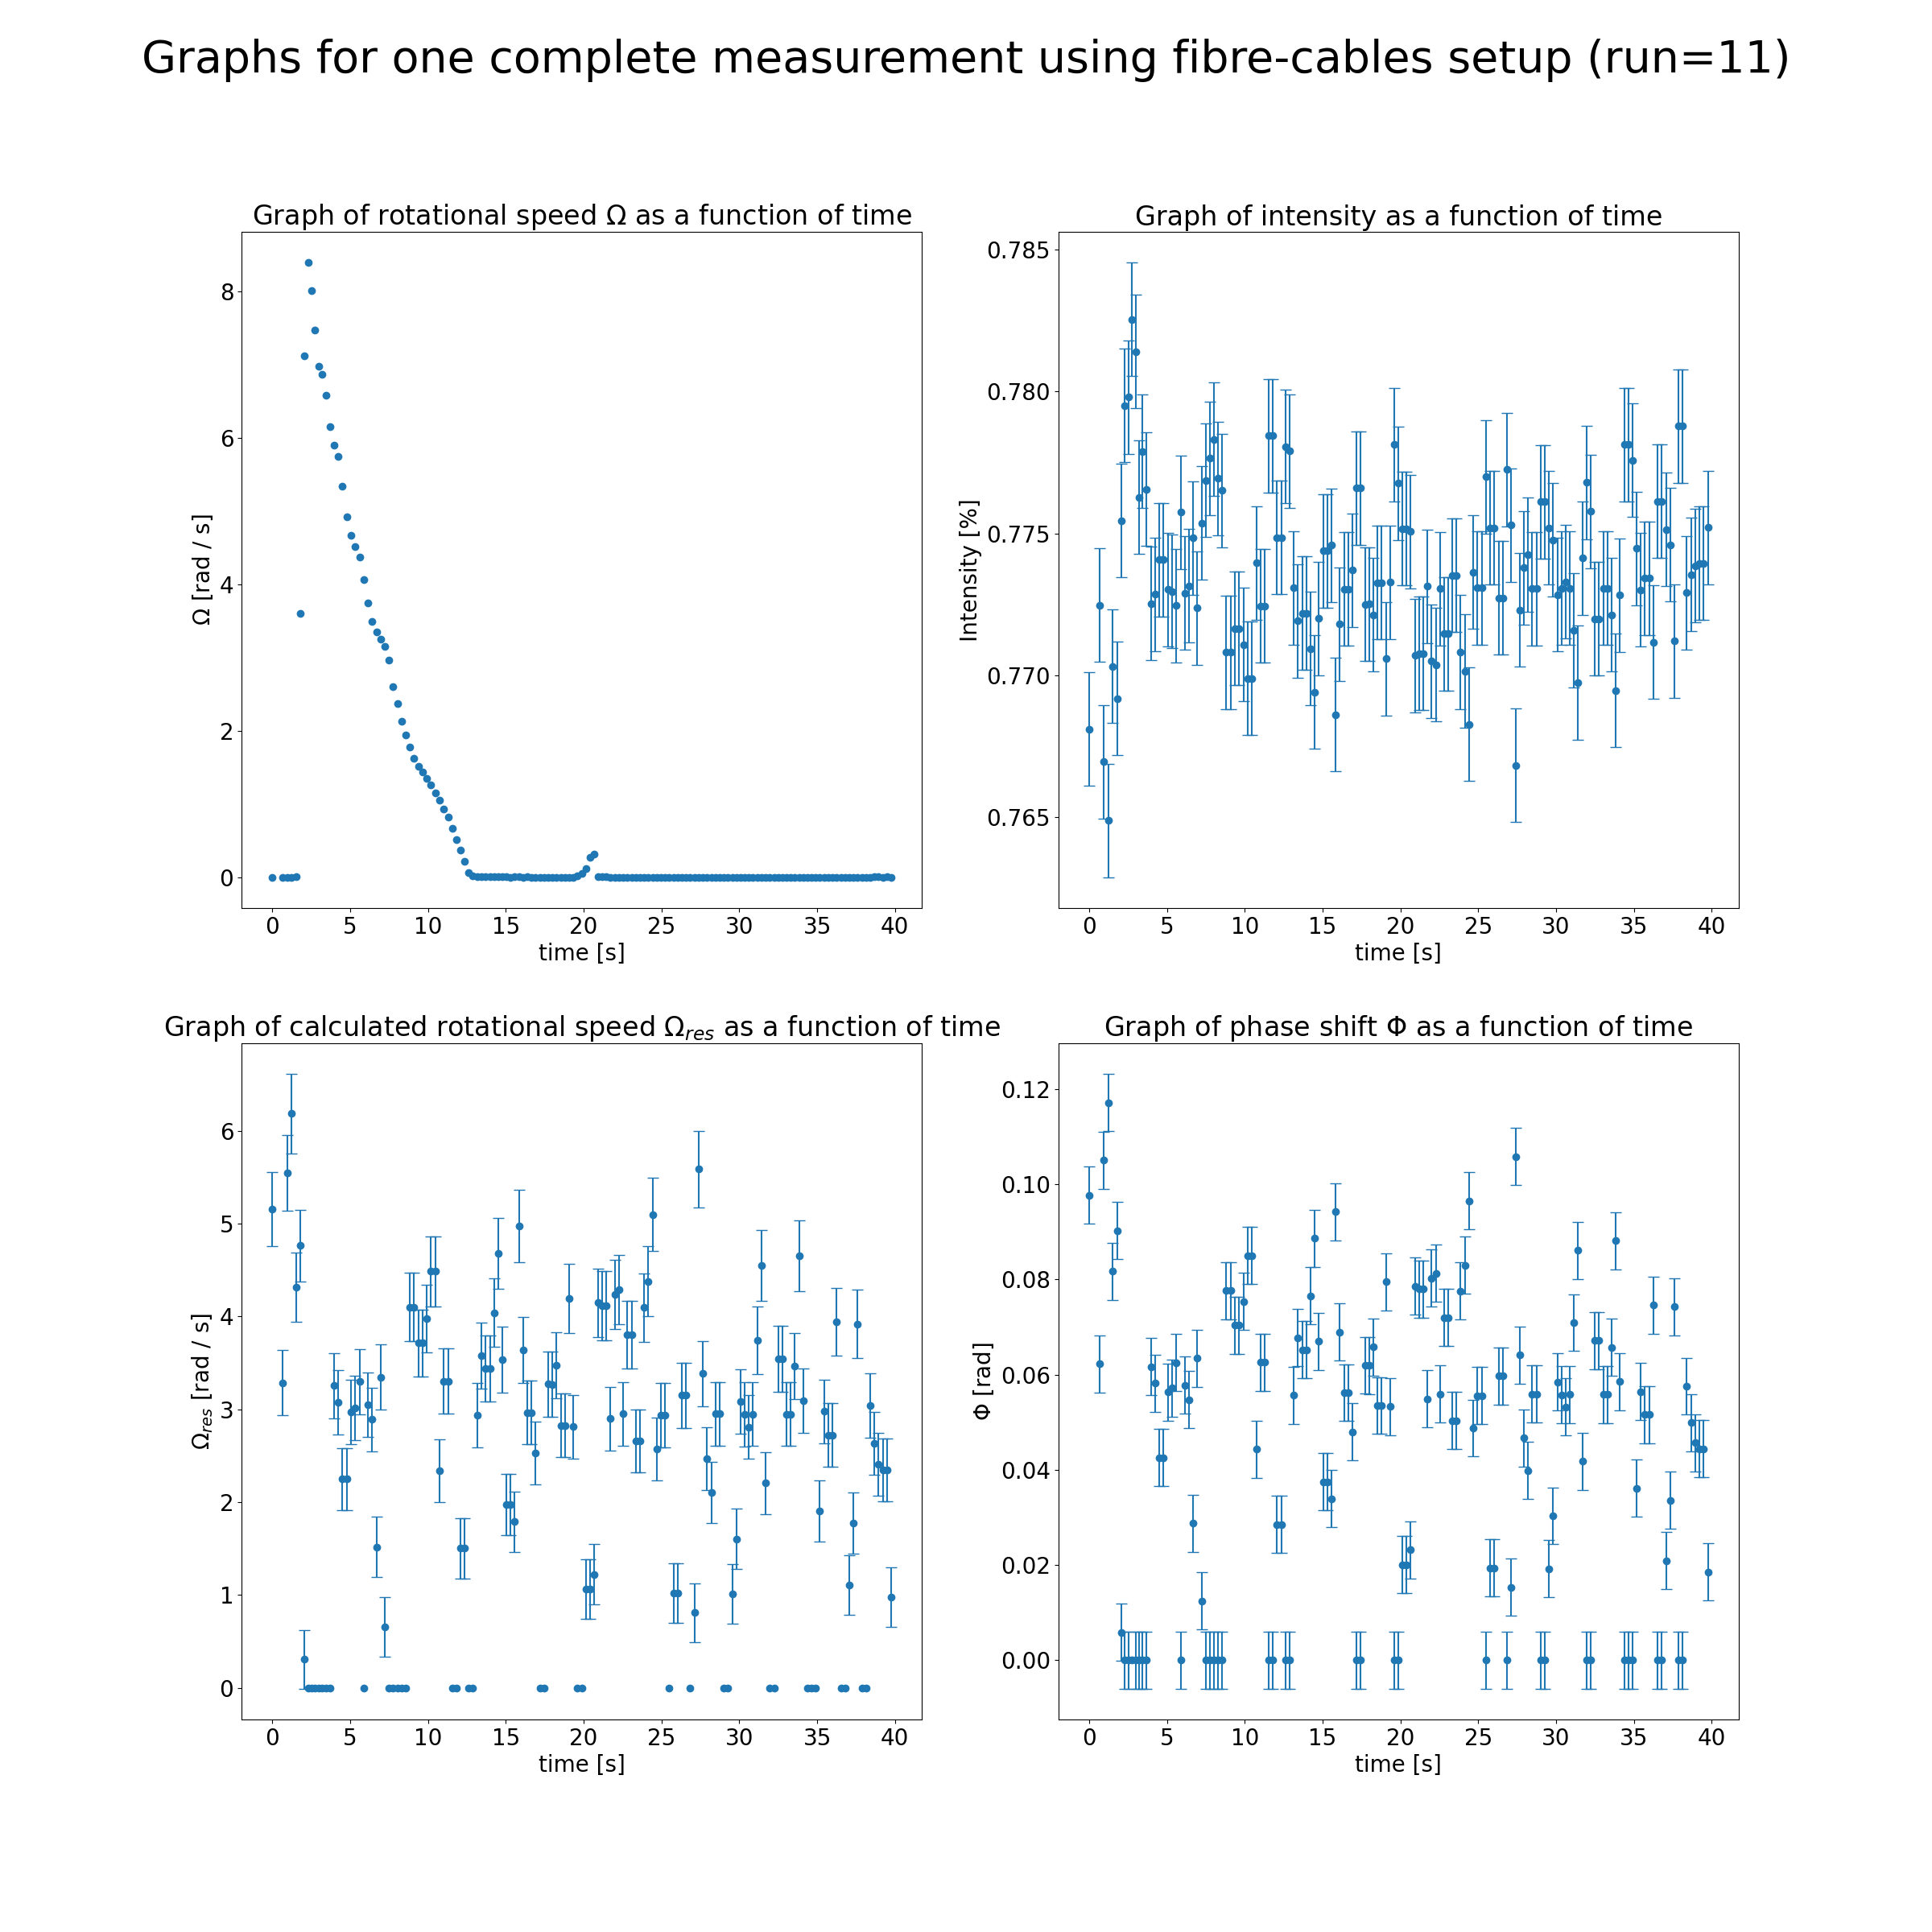 Graphs for one complete measurement using fibre-cables setup (run=11)
Graph of rotational speed Ω as a function of time
Ω [rad / s]
8
6
4
2
0
0 5 10 15 20 25 30 35 40
time [s]
Graph of intensity as a function of time
Intensity [%]
0.785
0.780
0.775
0.770
0.765
0 5 10 15 20 25 30 35 40
time [s]
Graph of calculated rotational speed Ωres as a function of time
Ωres [rad / s]
6
5
4
3
2
1
0
0 5 10 15 20 25 30 35 40
time [s]
Graph of phase shift Φ as a function of time
Φ [rad]
0.12
0.10
0.08
0.06
0.04
0.02
0.00
0 5 10 15 20 25 30 35 40
time [s]